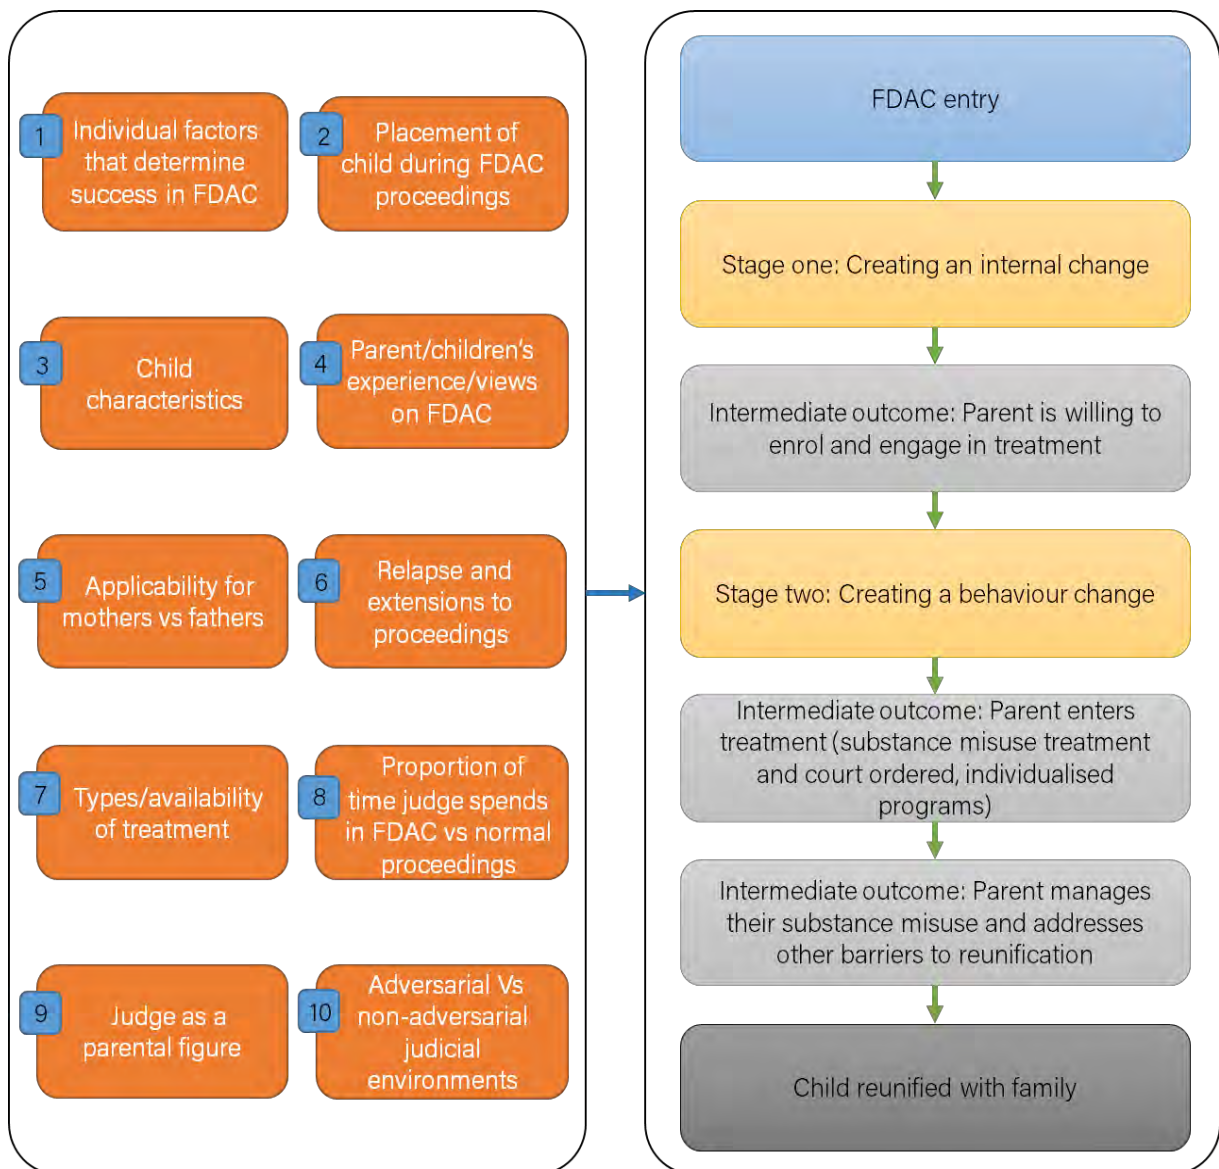 1
Individual factors
that determine
success in FDAC
2
Placement of
child during FDAC
proceedings
3
Child
characteristics
4
Parent/children's
experience/views
on FDAC
5
Applicability for
mothers vs fathers
6
Relapse and
extensions to
proceedings
7
Types/availability
of treatment
8
Proportion of
time judge spends
in FDAC vs normal
proceedings
9
Judge as a
parental figure
10
Adversarial Vs
non-adversarial
judicial
environments
FDAC entry
Stage one: Creating an internal change
Intermediate outcome: Parent is willing to
enrol and engage in treatment
Stage two: Creating a behaviour change
Intermediate outcome: Parent enters
treatment (substance misuse treatment
and court ordered, individualised
programs)
Intermediate outcome: Parent manages
their substance misuse and addresses
other barriers to reunification
Child reunified with family